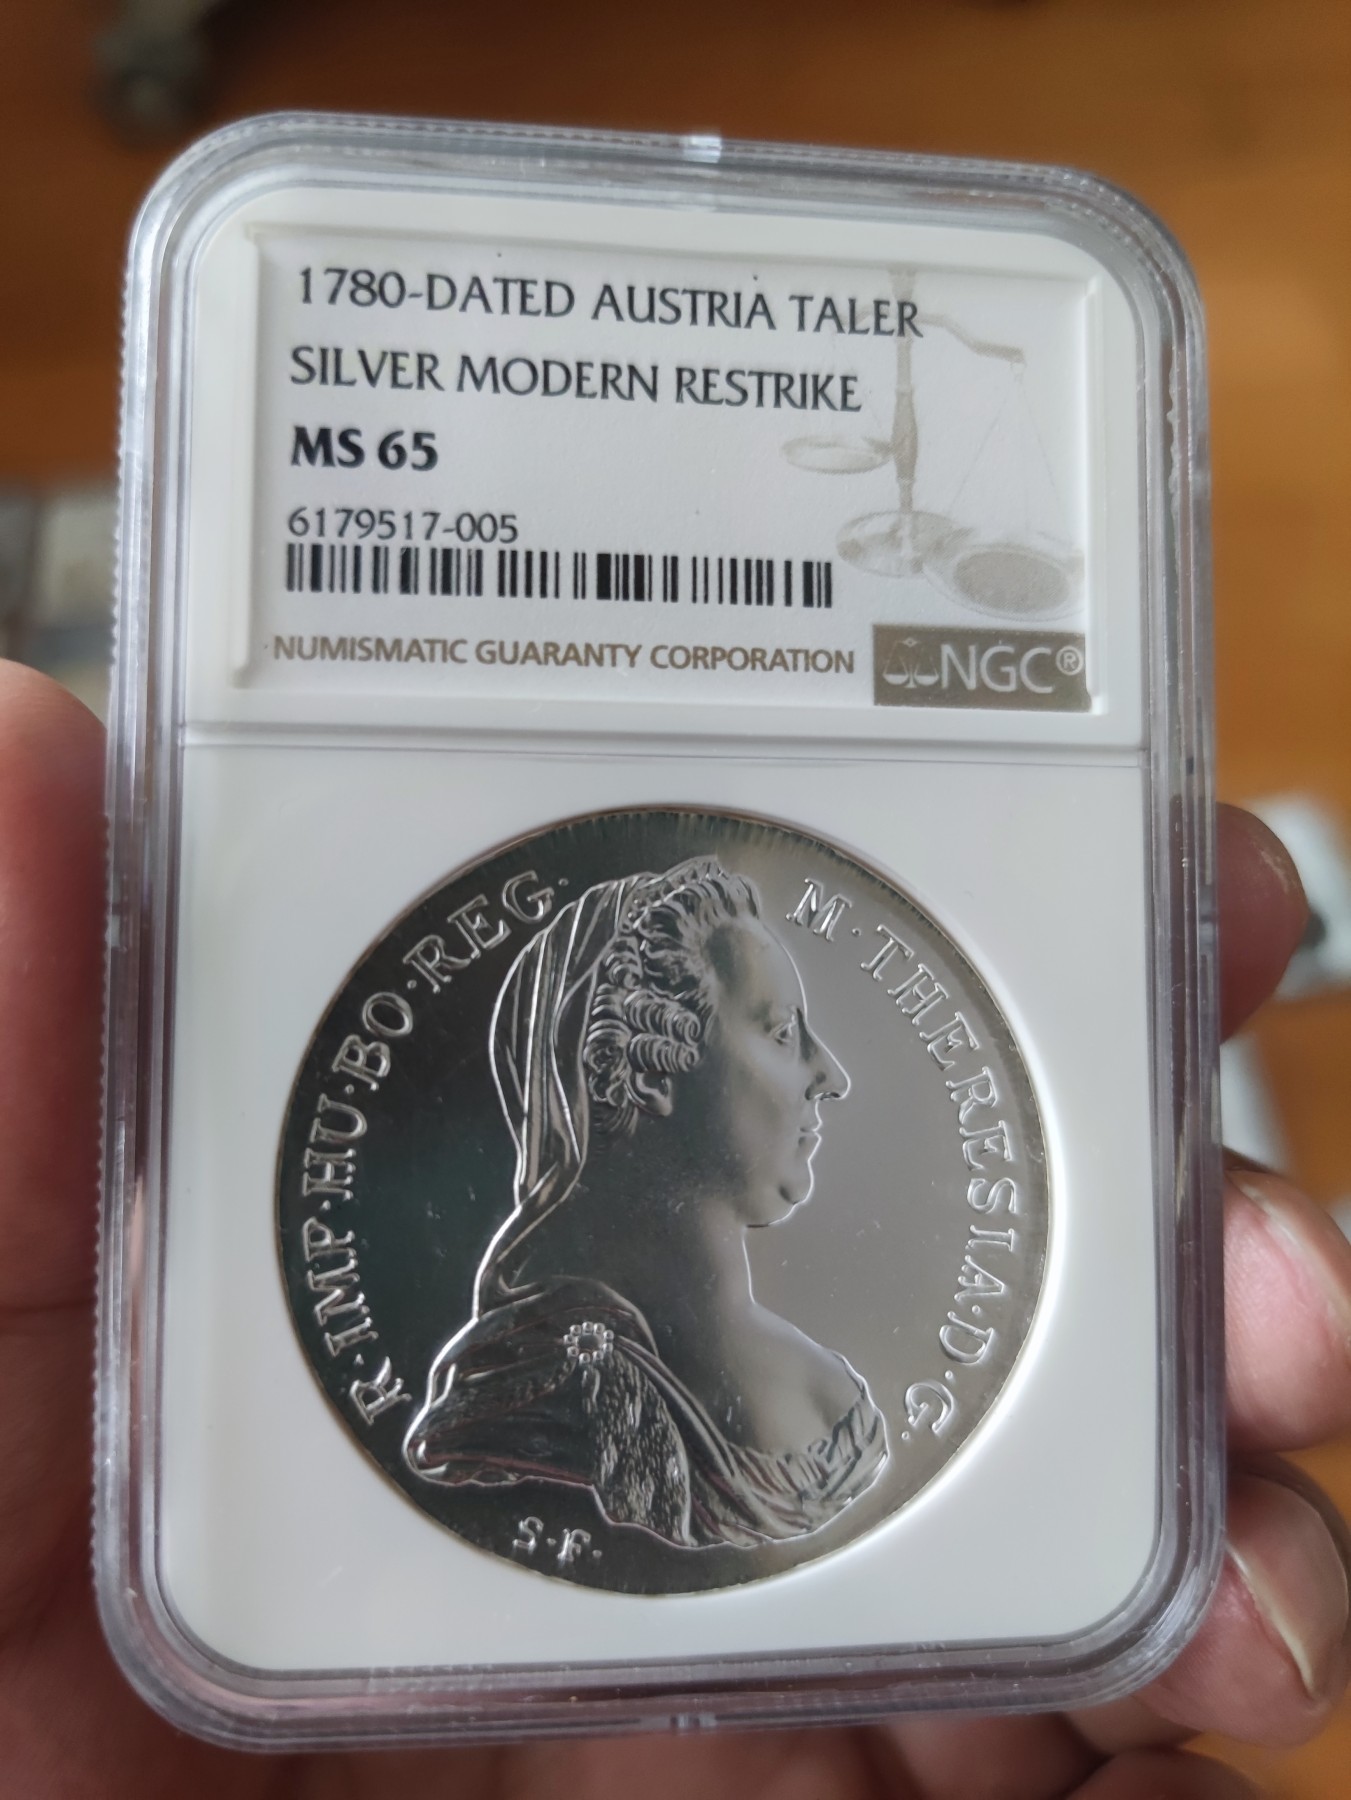 1780-DATED AUSTRIA TALER
SILVER MODERN RESTRIKE
MS 65
6179517-005
NUMISMATIC GUARANTY CORPORATION
NGC®
R·IMP·HU·BO·REG·
M·THERESIA·D·G·
S·F·